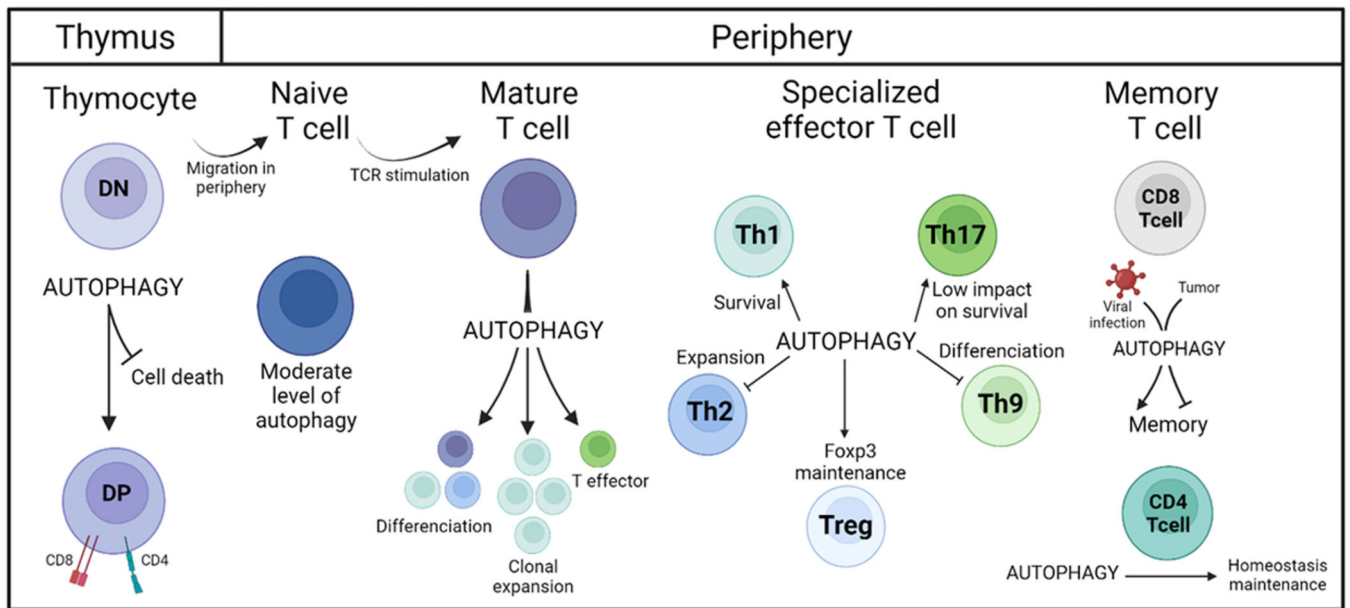 Thymus
Periphery
Thymocyte
DN
AUTOPHAGY
Cell death
DP
CD8
CD4
Migration in
periphery
Naive
T cell
Moderate
level of
autophagy
TCR stimulation
Mature
T cell
AUTOPHAGY
Differenciation
Clonal
expansion
T effector
Specialized
effector T cell
Th1
Th17
Survival
Low impact
on survival
AUTOPHAGY
Expansion
Differenciation
Th2
Th9
Foxp3
maintenance
Treg
Memory
T cell
CD8
Tcell
Viral
infection
Tumor
AUTOPHAGY
Memory
CD4
Tcell
AUTOPHAGY
Homeostasis
maintenance